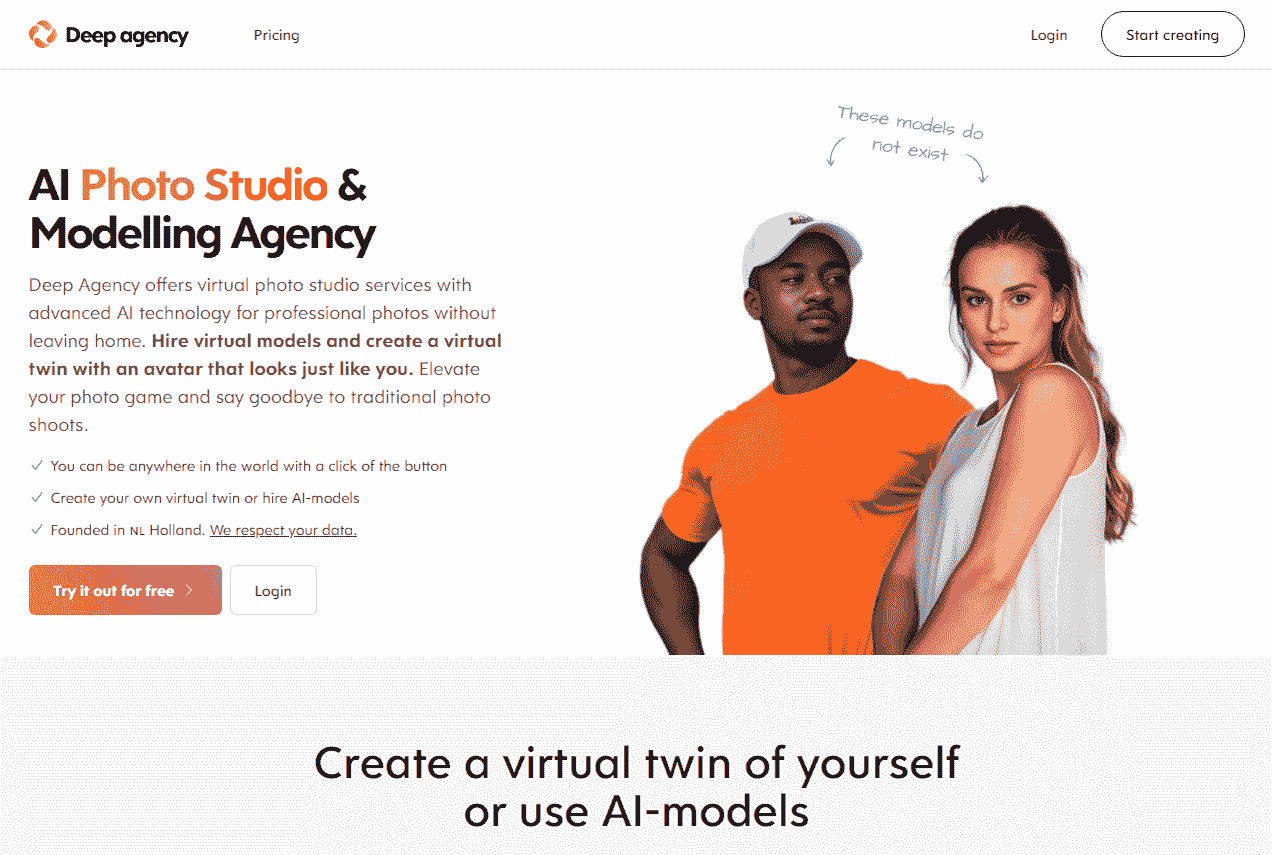 Deep agency
Pricing
Login
Start creating
These models do
not exist
AI Photo Studio &
Modelling Agency
Deep Agency offers virtual photo studio services with
advanced AI technology for professional photos without
leaving home. Hire virtual models and create a virtual
twin with an avatar that looks just like you. Elevate
your photo game and say goodbye to traditional photo
shoots.
You can be anywhere in the world with a click of the button
Create your own virtual twin or hire AI-models
Founded in NL Holland. We respect your data.
Try it out for free
Login
Create a virtual twin of yourself
or use AI-models